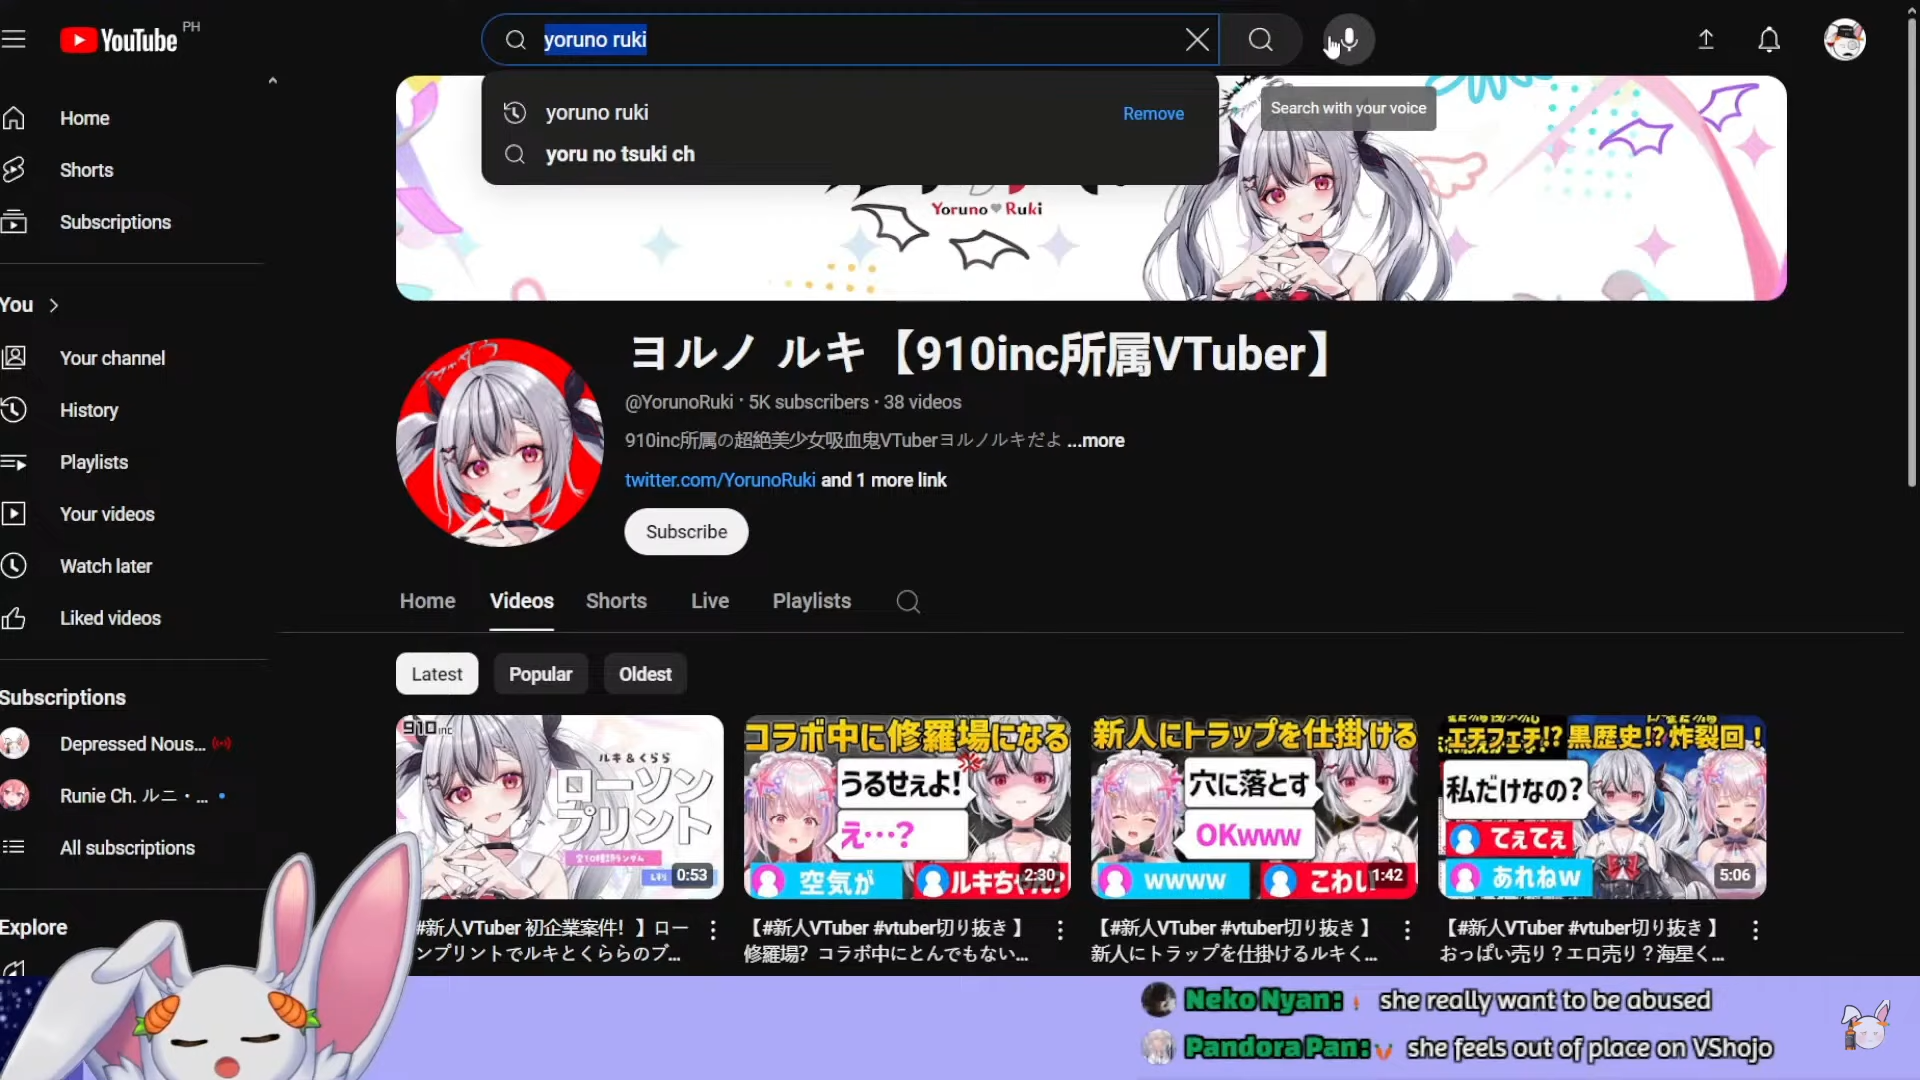 YouTube PH
yoruno ruki
yoruno ruki
Remove
yoru no tsuki ch
Search with your voice
Home
Shorts
Subscriptions
You
Your channel
History
Playlists
Your videos
Watch later
Liked videos
Subscriptions
Depressed Nous...
Runie Ch. ルニ・...
All subscriptions
Explore
Yoruno Ruki
ヨルノ ルキ【910inc所属VTuber】
@YorunoRuki · 5K subscribers · 38 videos
910inc所属の超絶美少女吸血鬼VTuberヨルノルキだよ ...more
twitter.com/YorunoRuki and 1 more link
Subscribe
Home Videos Shorts Live Playlists
Latest Popular Oldest
910inc
ルキ&くらら
ローソン
プリント
0:53
コラボ中に修羅場になる
うるせぇよ!
え…?
空気が
ルキち
2:30
新人にトラップを仕掛ける
穴に落とす
OKwww
wwww
こわい
1:42
エチフェチ!?黒歴史!?炸裂回!
私だけなの?
てぇてぇ
あれねw
5:06
#新人VTuber 初企業案件!】ロー
ンプリントでルキとくららのブ...
【#新人VTuber #vtuber切り抜き 】
修羅場? コラボ中にとんでもない...
【#新人VTuber #vtuber切り抜き 】
新人にトラップを仕掛けるルキく...
【#新人VTuber #vtuber切り抜き 】
おっぱい売り?エロ売り?海星く...
Neko Nyan: she really want to be abused
Pandora Pan: she feels out of place on VShojo